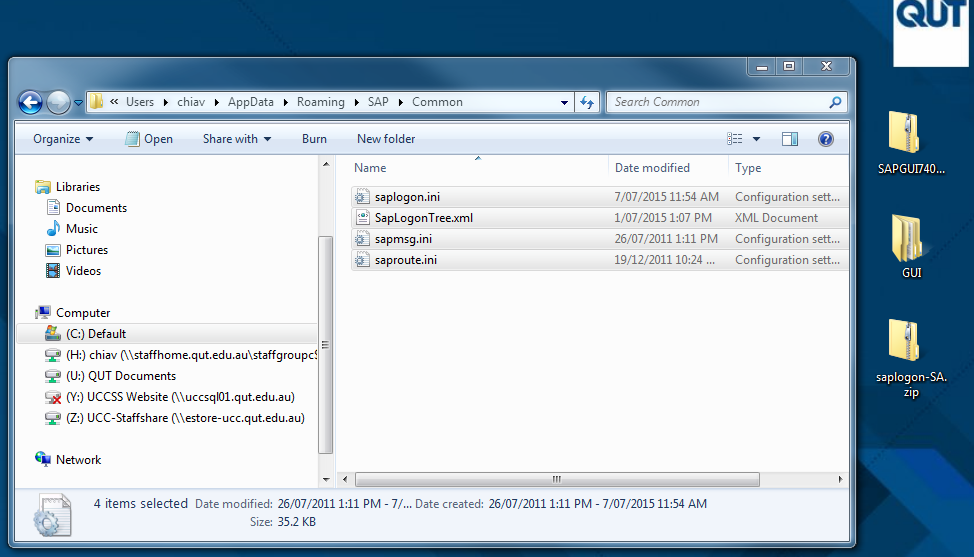 QUT
« Users ▸ chiav ▸ AppData ▸ Roaming ▸ SAP ▸ Common
Search Common
Organize Open Share with Burn New folder
Name Date modified Type
saplogon.ini 7/07/2015 11:54 AM Configuration sett...
SapLogonTree.xml 1/07/2015 1:07 PM XML Document
sapmsg.ini 26/07/2011 1:11 PM Configuration sett...
saproute.ini 19/12/2011 10:24 ... Configuration sett...
Libraries
Documents
Music
Pictures
Videos
Computer
(C:) Default
(H:) chiav (\\staffhome.qut.edu.au\staffgroupc$
(U:) QUT Documents
(Y:) UCCSS Website (\\uccsql01.qut.edu.au)
(Z:) UCC-Staffshare (\\estore-ucc.qut.edu.au)
Network
4 items selected Date modified: 26/07/2011 1:11 PM - 7/... Date created: 26/07/2011 1:11 PM - 7/07/2015 11:54 AM
Size: 35.2 KB
SAPGUI740...
GUI
saplogon-SA.
zip